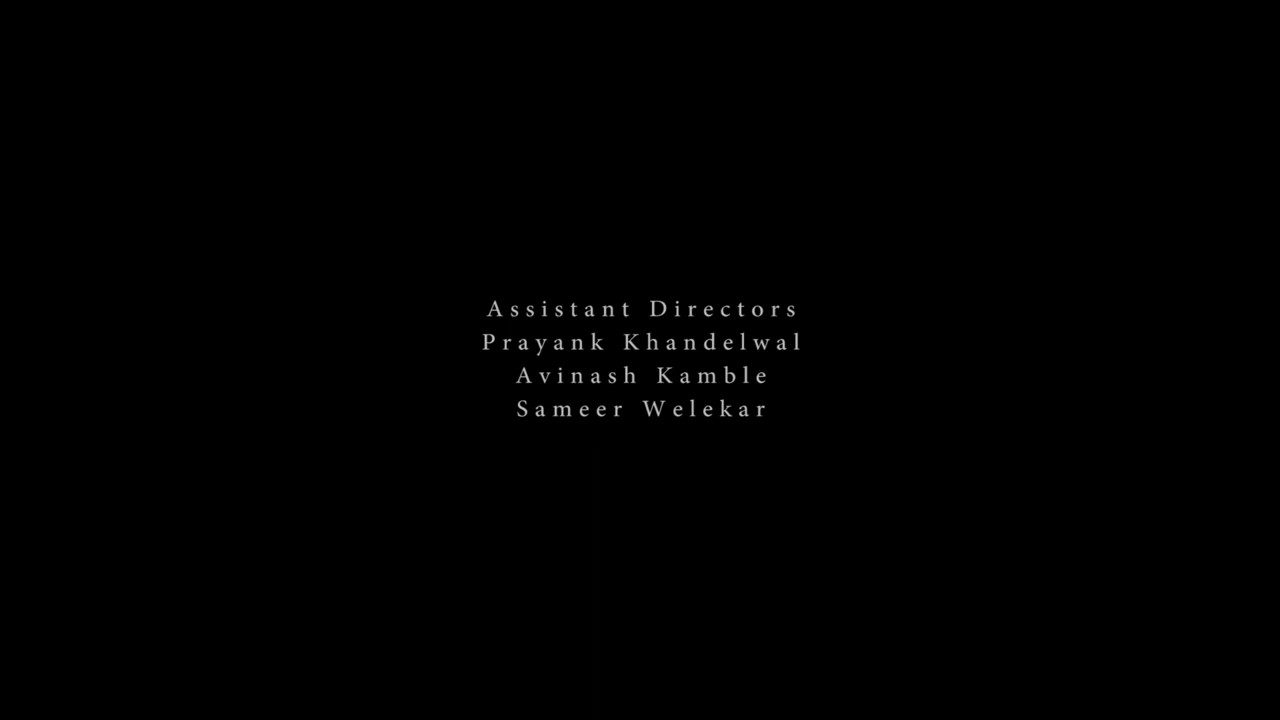 Assistant Directors
Prayank Khandelwal
Avinash Kamble
Sameer Welekar